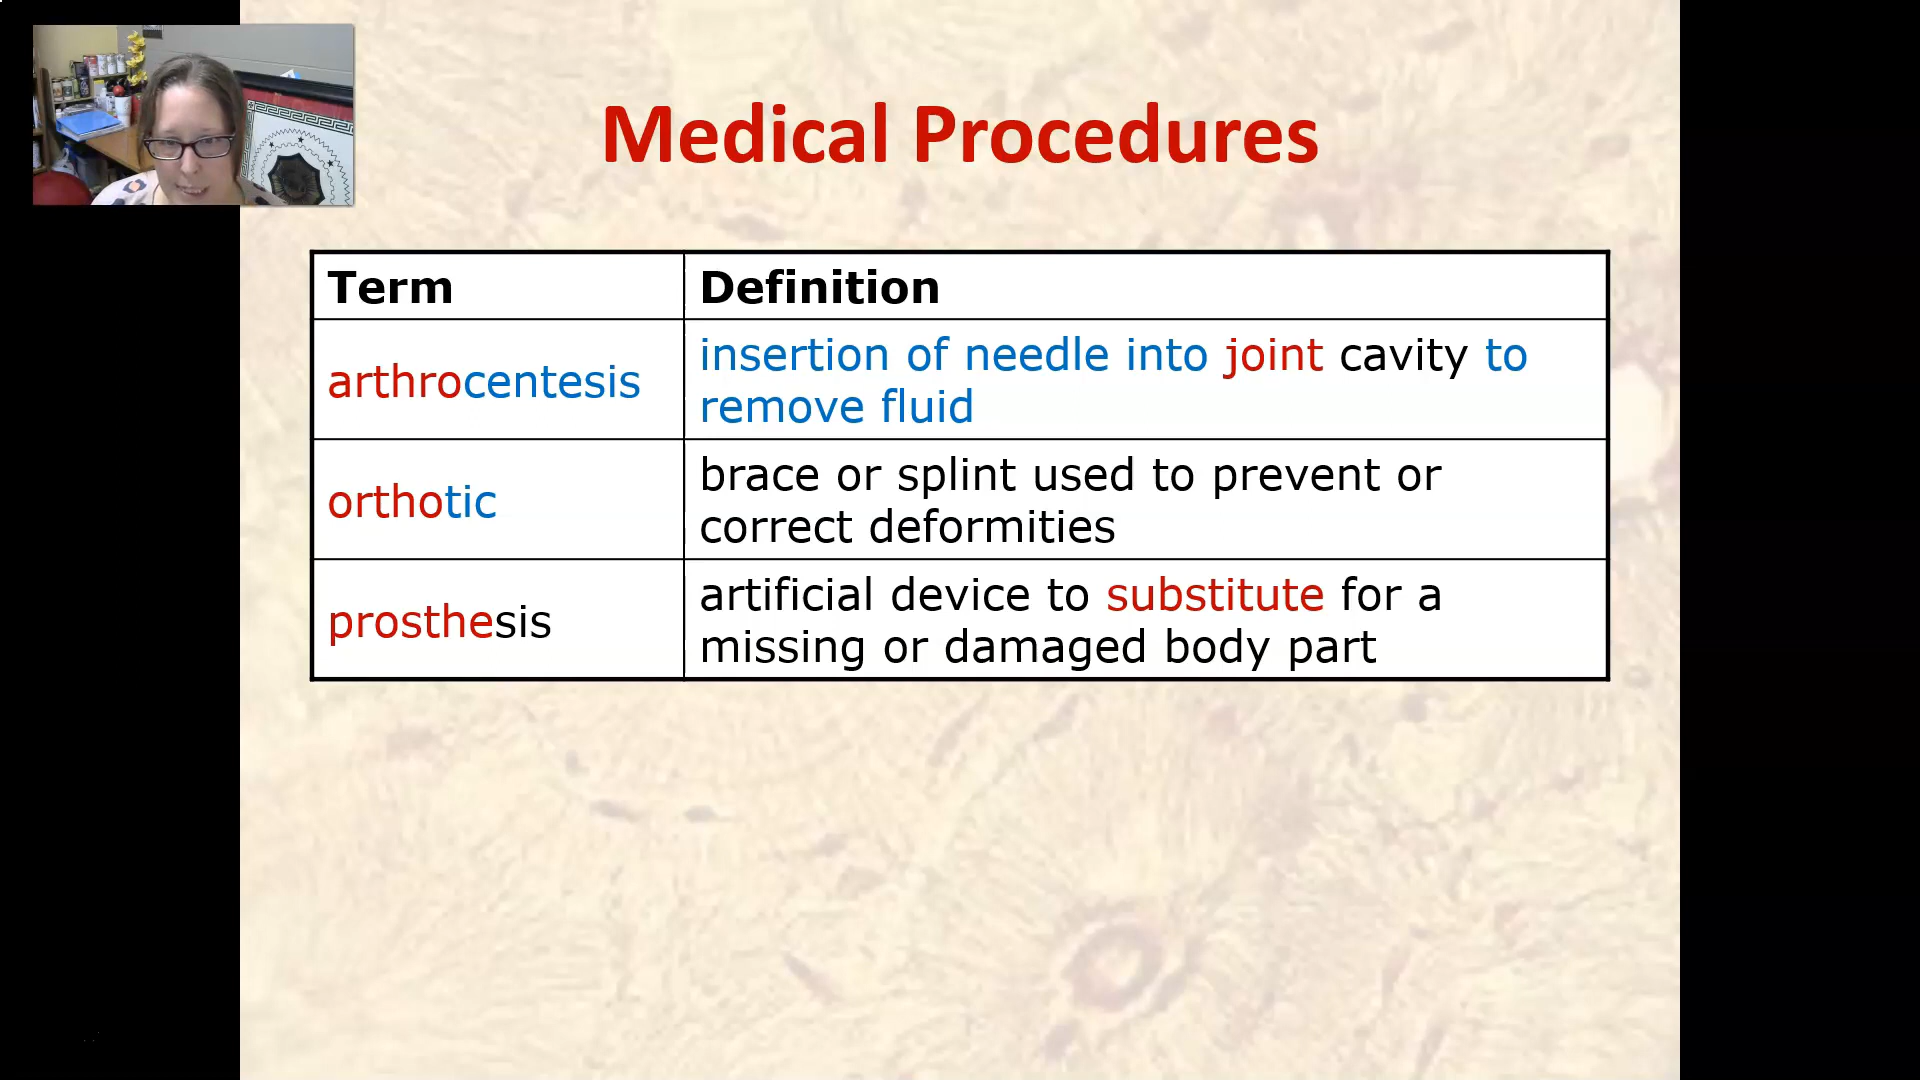 Medical Procedures
Term Definition
arthrocentesis insertion of needle into joint cavity to
remove fluid
orthotic brace or splint used to prevent or
correct deformities
prosthesis artificial device to substitute for a
missing or damaged body part